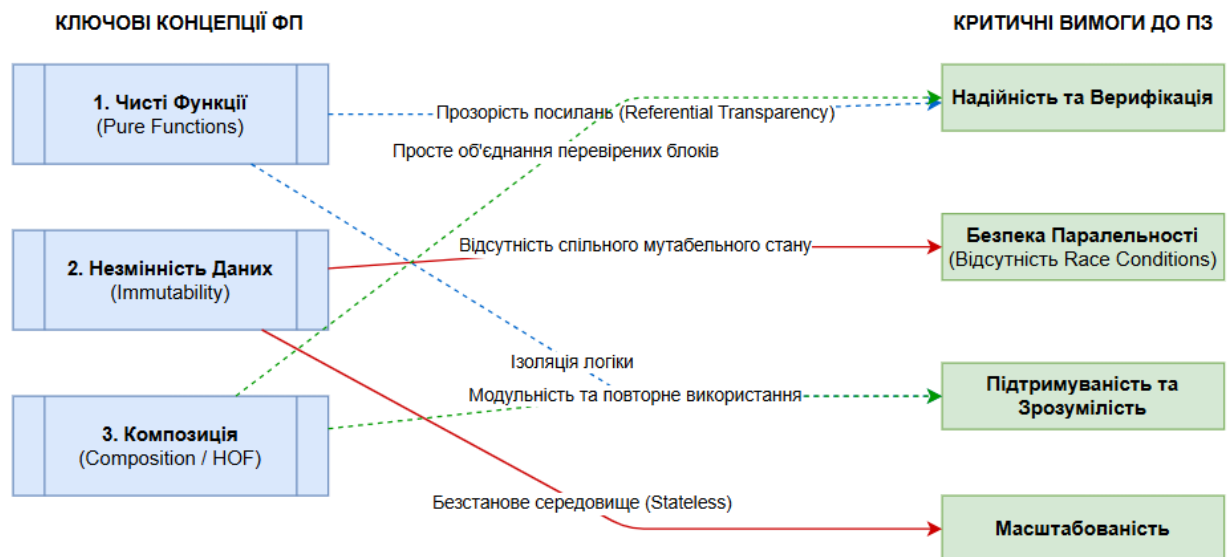 КЛЮЧОВІ КОНЦЕПЦІЇ ФП
КРИТИЧНІ ВИМОГИ ДО ПЗ
1. Чисті Функції
(Pure Functions)
Прозорість посилань (Referential Transparency)
Надійність та Верифікація
Просте об'єднання перевірених блоків
2. Незмінність Даних
(Immutability)
Відсутність спільного мутабельного стану
Безпека Паралельності
(Відсутність Race Conditions)
Ізоляція логіки
Модульність та повторне використання
Підтримуваність та
Зрозумілість
3. Композиція
(Composition / HOF)
Безстанове середовище (Stateless)
Масштабованість